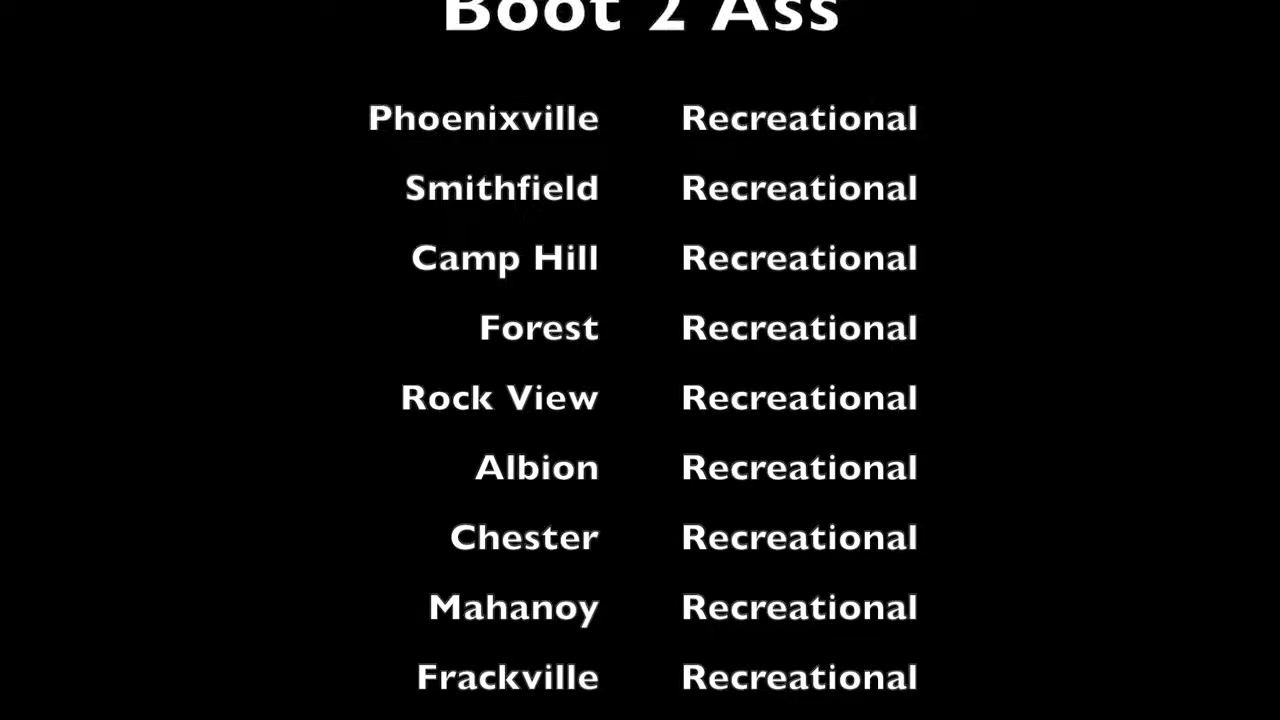 Boot 2 Ass
Phoenixville Recreational
Smithfield Recreational
Camp Hill Recreational
Forest Recreational
Rock View Recreational
Albion Recreational
Chester Recreational
Mahanoy Recreational
Frackville Recreational